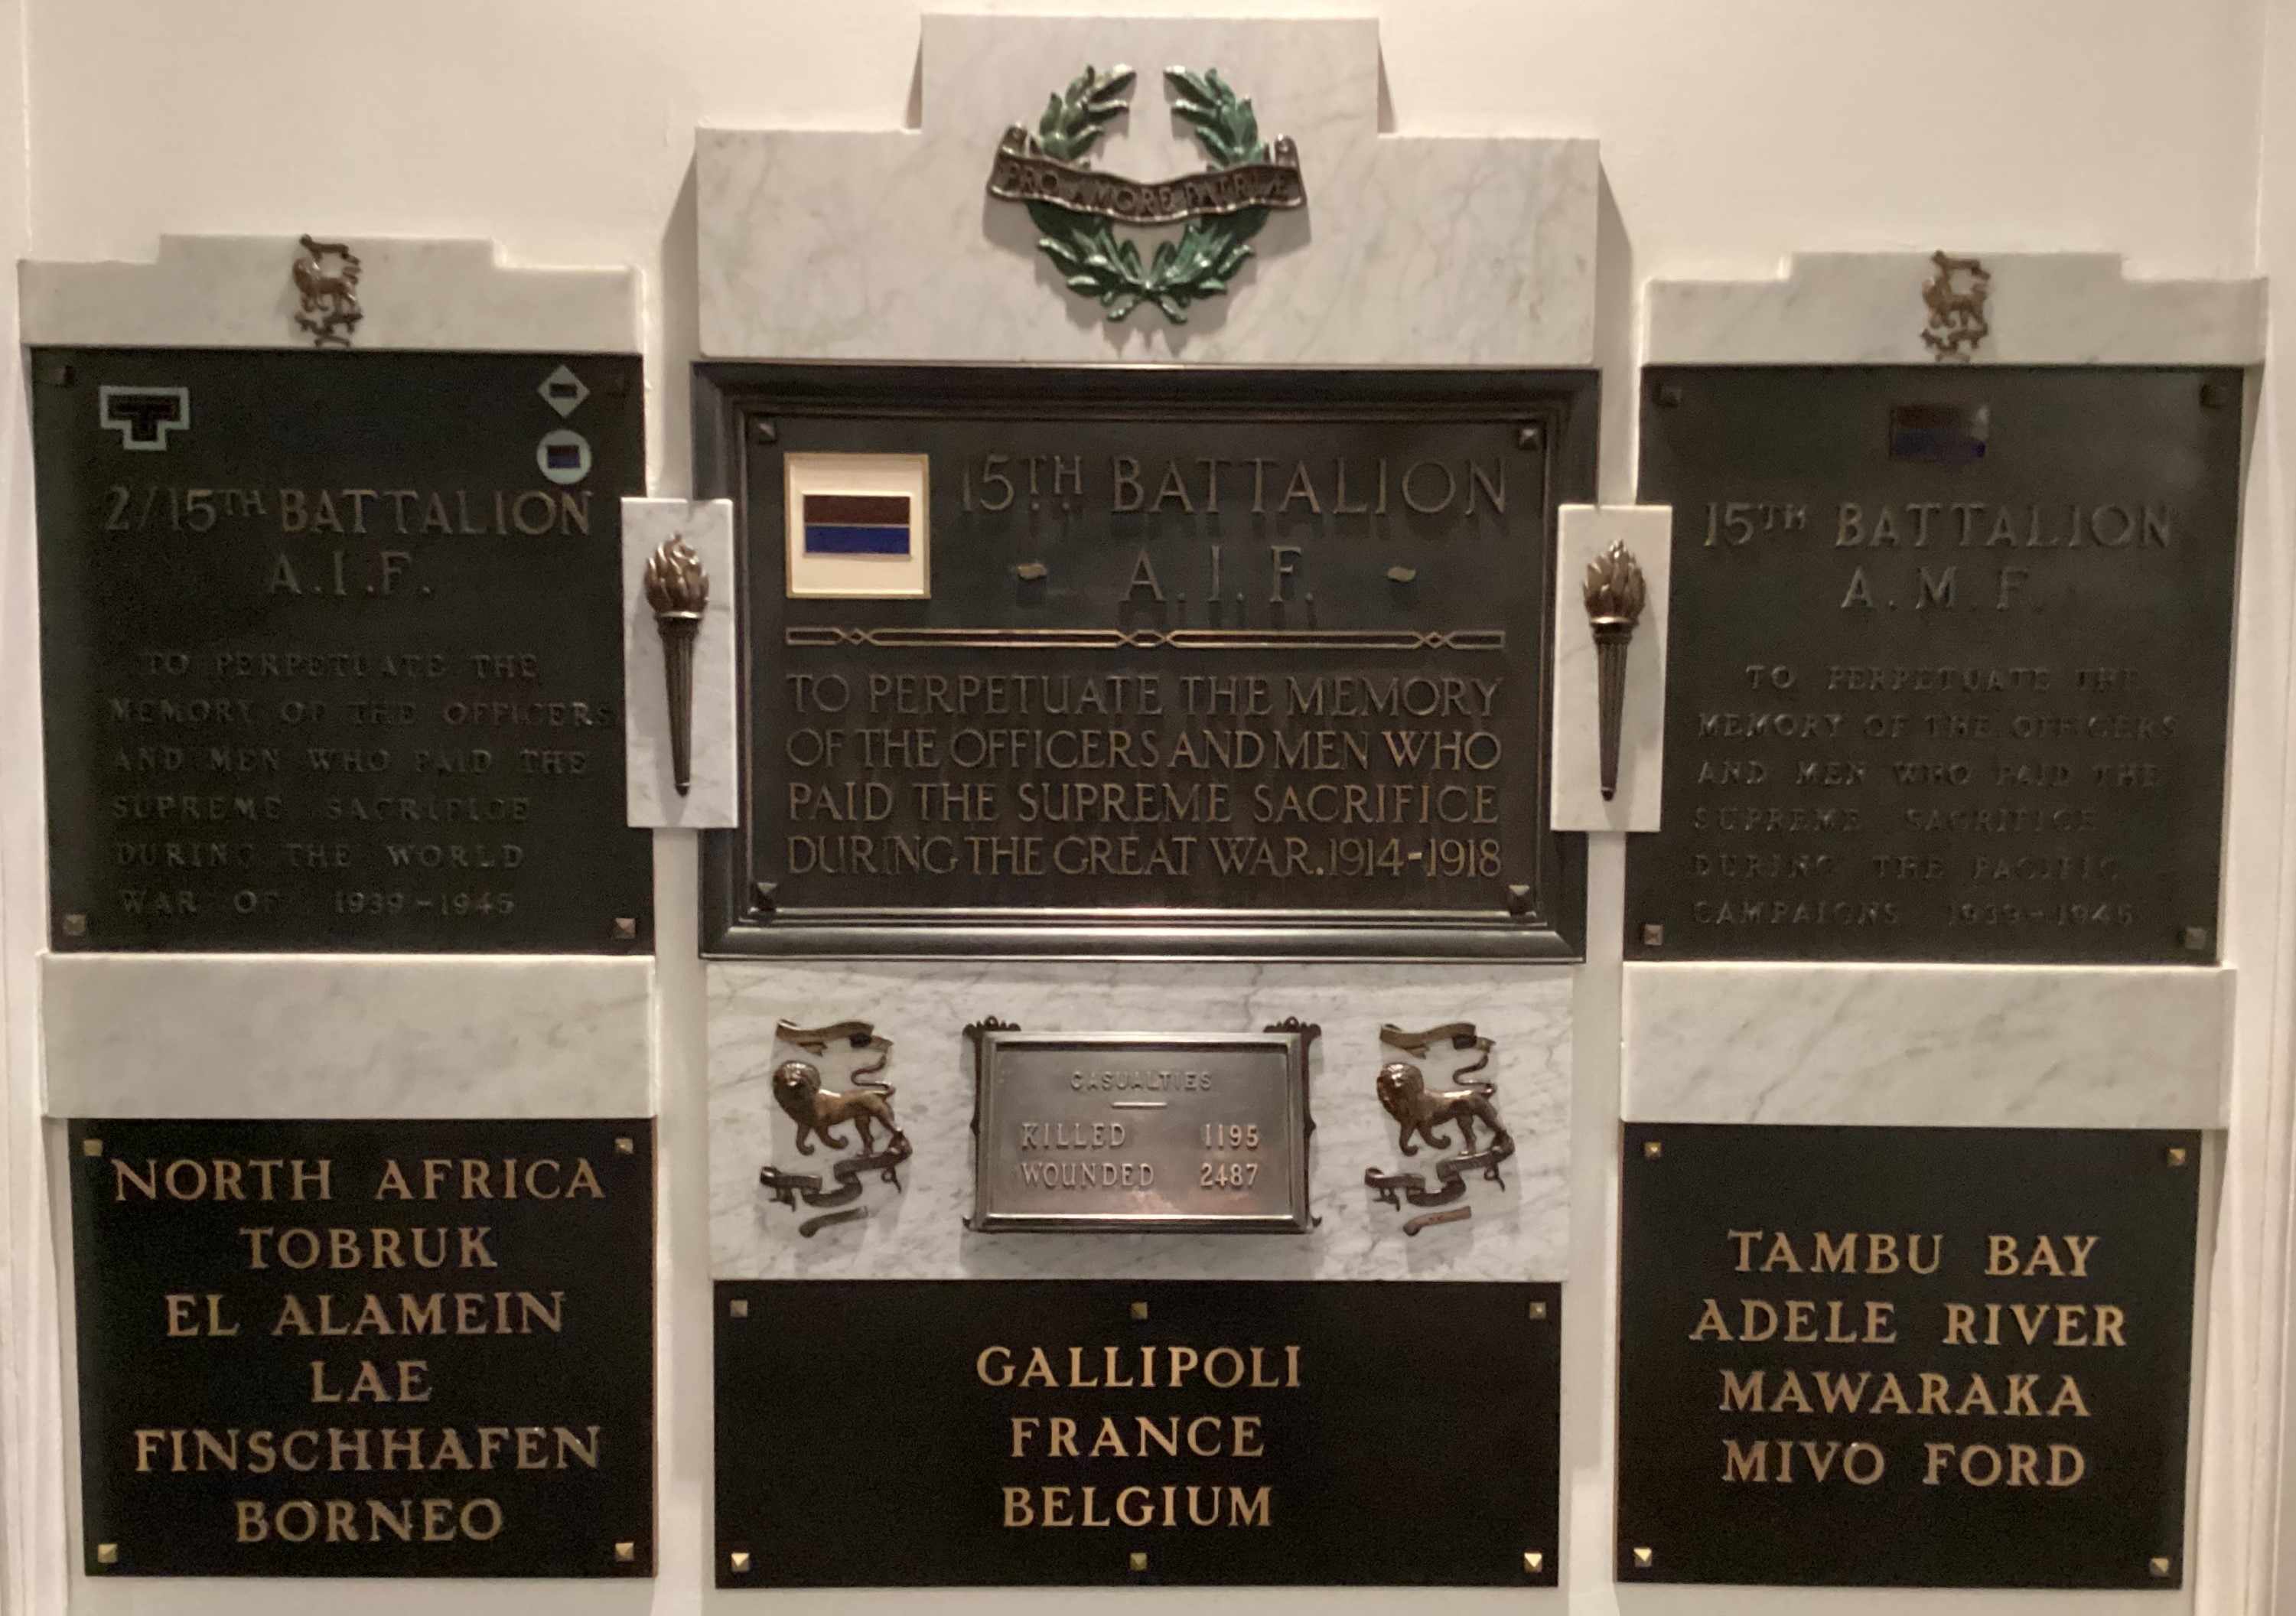 PRO AMORE PATRIÆ
2/15TH BATTALION
A.I.F.
TO PERPETUATE THE
MEMORY OF THE OFFICERS
AND MEN WHO PAID THE
SUPREME SACRIFICE
DURING THE WORLD
WAR OF 1939-1945
NORTH AFRICA
TOBRUK
EL ALAMEIN
LAE
FINSCHHAFEN
BORNEO
15TH BATTALION
- A.I.F. -
TO PERPETUATE THE MEMORY
OF THE OFFICERS AND MEN WHO
PAID THE SUPREME SACRIFICE
DURING THE GREAT WAR.1914-1918
CASUALTIES
KILLED 1195
WOUNDED 2487
GALLIPOLI
FRANCE
BELGIUM
15TH BATTALION
A.M.F.
TO PERPETUATE THE
MEMORY OF THE OFFICERS
AND MEN WHO PAID THE
SUPREME SACRIFICE
DURING THE PACIFIC
CAMPAIGNS 1939-1945
TAMBU BAY
ADELE RIVER
MAWARAKA
MIVO FORD